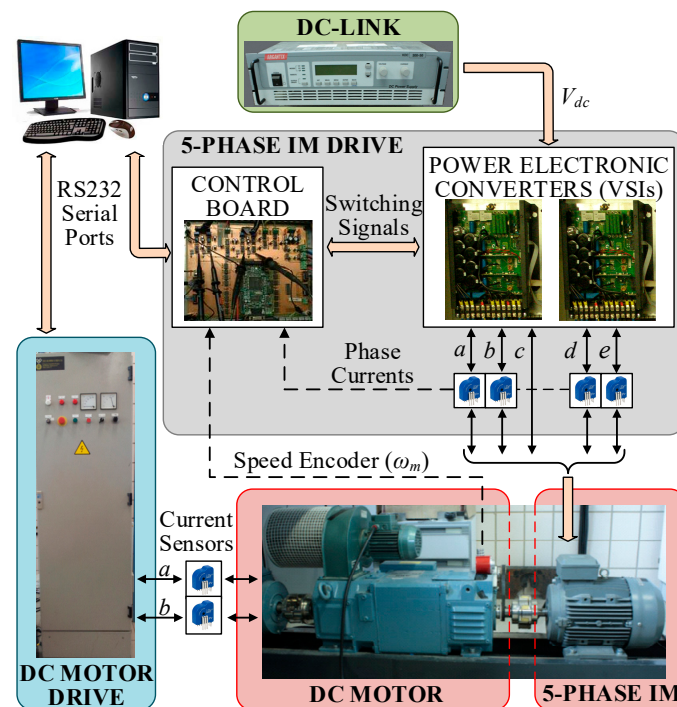 DC-LINK
V_dc
5-PHASE IM DRIVE
CONTROL
BOARD
Switching
Signals
POWER ELECTRONIC
CONVERTERS (VSIs)
RS232
Serial
Ports
a b c d e
Phase
Currents
Speed Encoder (ω_m)
Current
Sensors
a
b
DC MOTOR
DRIVE
DC MOTOR
5-PHASE IM